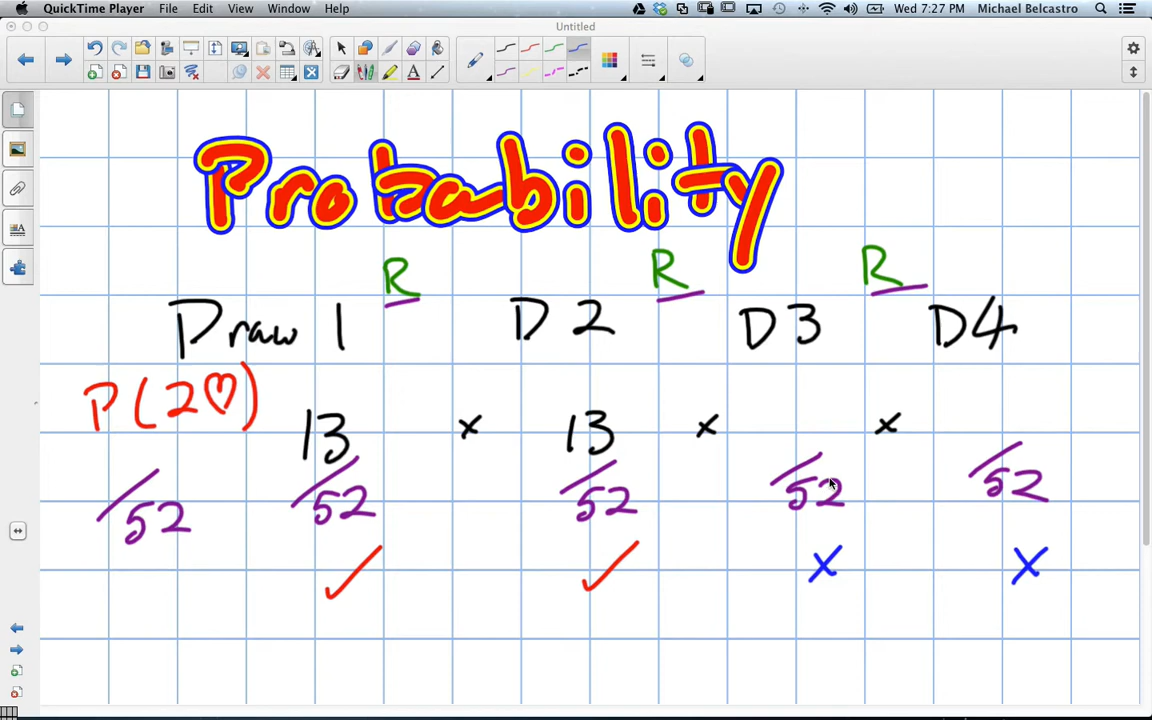 QuickTime Player File Edit View Window Help Wed 7:27 PM Michael Belcastro
Untitled
Probability
R R R
Draw 1 D2 D3 D4
P(2♡) 13 × 13 × ×
/52 /52 /52 /52 /52
✓ ✓ x x